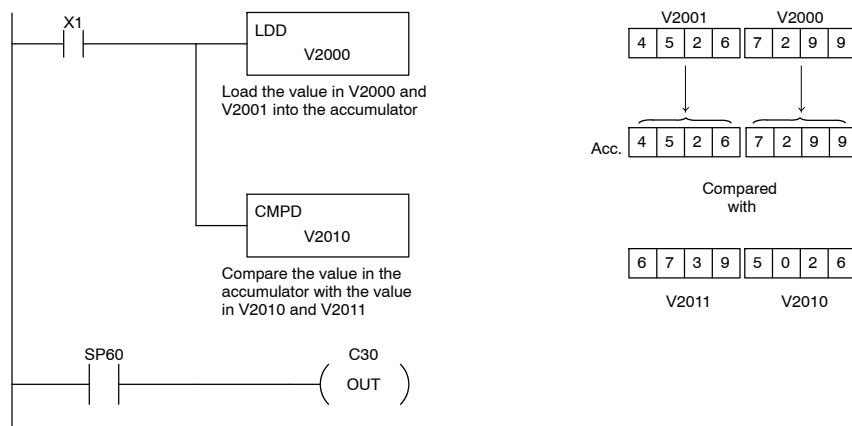 X1
LDD
V2000
Load the value in V2000 and
V2001 into the accumulator
CMPD
V2010
Compare the value in the
accumulator with the value
in V2010 and V2011
SP60
C30
OUT
V2001 V2000
4 5 2 6 7 2 9 9
Acc. 4 5 2 6 7 2 9 9
Compared
with
6 7 3 9 5 0 2 6
V2011 V2010